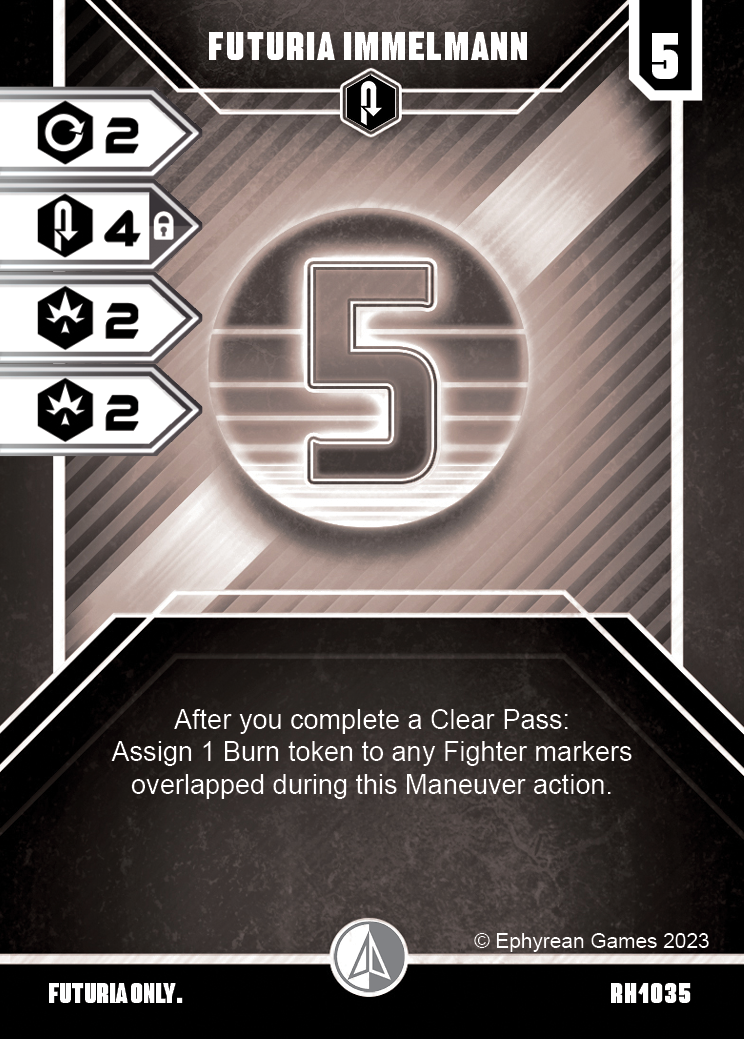 FUTURIA IMMELMANN
5
2
4
2
2
5
After you complete a Clear Pass:
Assign 1 Burn token to any Fighter markers
overlapped during this Maneuver action.
© Ephyrean Games 2023
FUTURIA ONLY.
RH1035